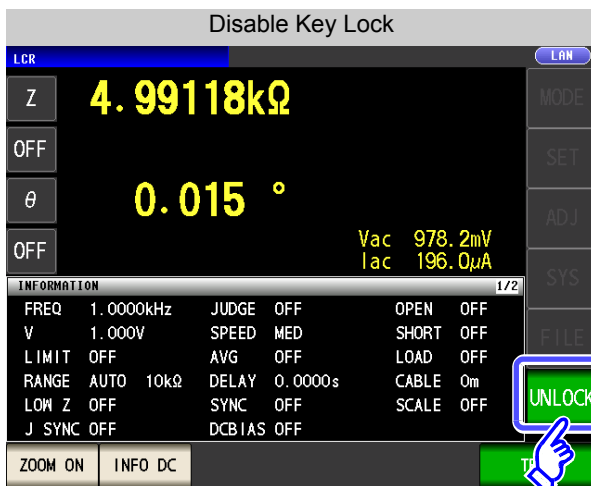 Disable Key Lock
LCR LAN
Z 4.99118kΩ MODE
OFF SET
θ 0.015 ° ADJ
OFF Vac 978.2mV
Iac 196.0μA SYS
INFORMATION 1/2
FREQ 1.0000kHz JUDGE OFF OPEN OFF
V 1.000V SPEED MED SHORT OFF FILE
LIMIT OFF AVG OFF LOAD OFF
RANGE AUTO 10kΩ DELAY 0.0000s CABLE 0m
LOW Z OFF SYNC OFF SCALE OFF UNLOCK
J SYNC OFF DCBIAS OFF
ZOOM ON INFO DC